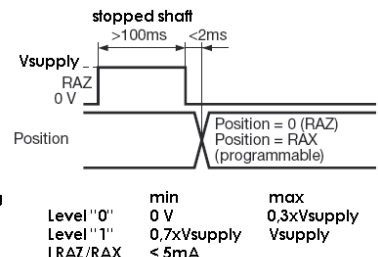 stopped shaft
>100ms <2ms
Vsupply
RAZ
0 V
Position
Position = 0 (RAZ)
Position = RAX
(programmable)
min max
Level "0" 0 V 0,3xVsupply
Level "1" 0,7xVsupply Vsupply
I RAZ/RAX < 5mA